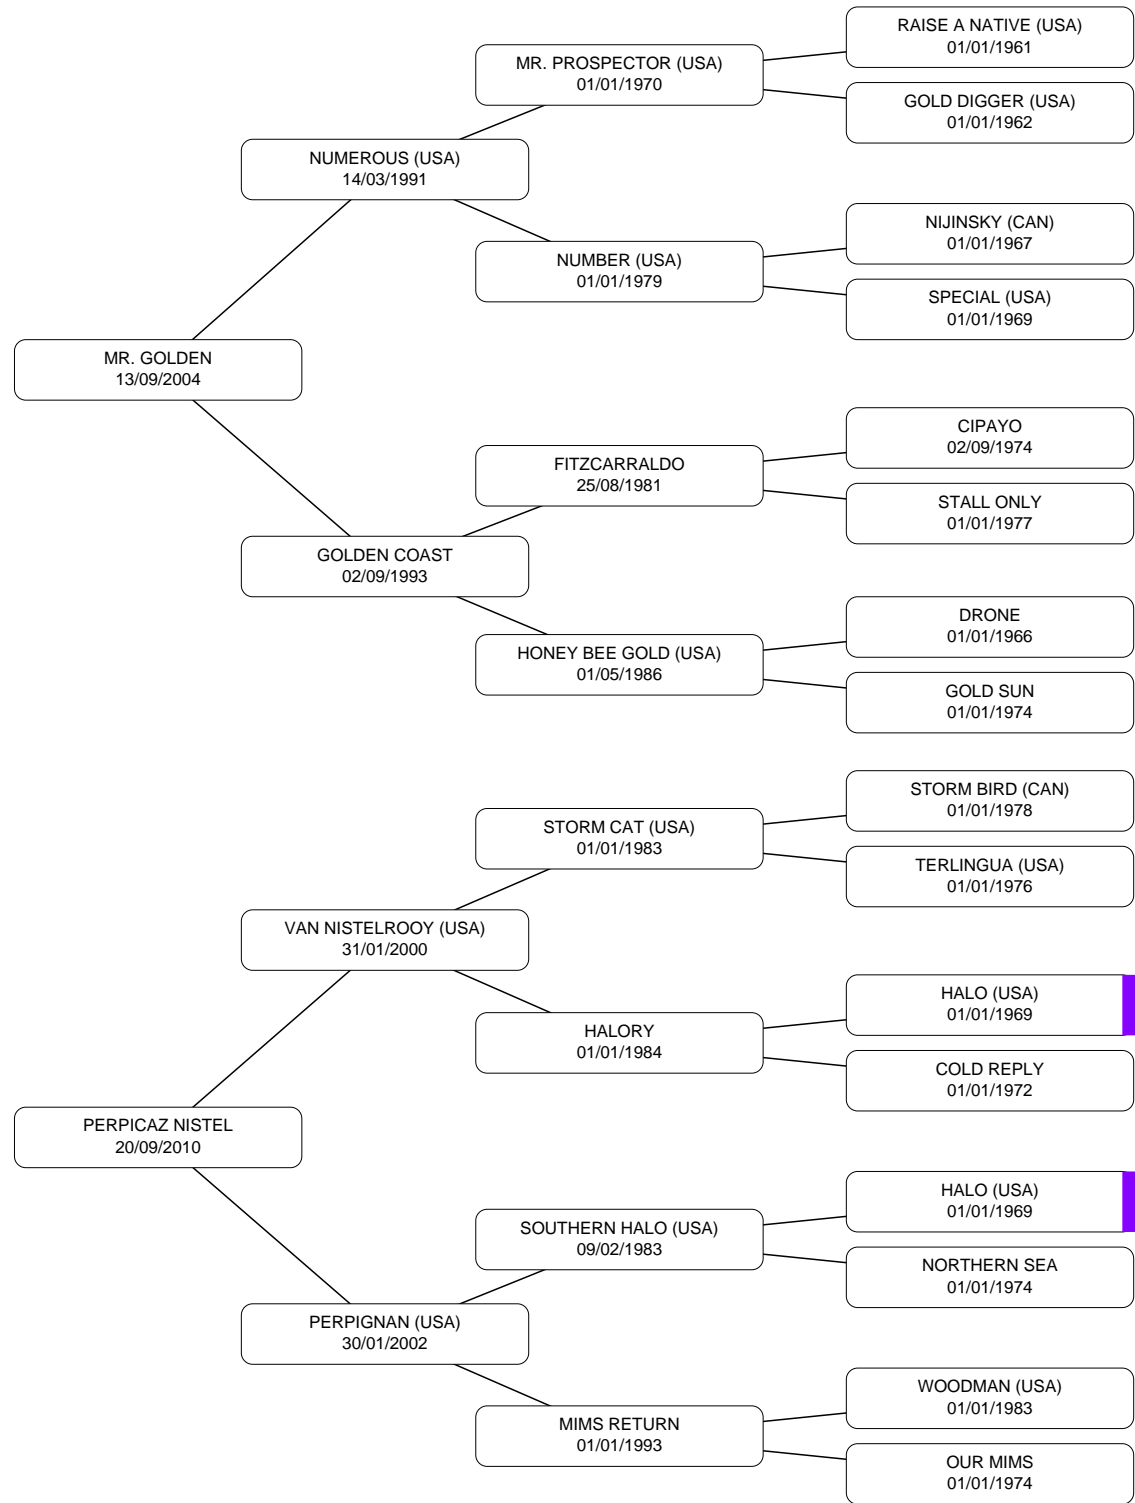 RAISE A NATIVE (USA)
01/01/1961
MR. PROSPECTOR (USA)
01/01/1970
GOLD DIGGER (USA)
01/01/1962
NUMEROUS (USA)
14/03/1991
NIJINSKY (CAN)
01/01/1967
NUMBER (USA)
01/01/1979
SPECIAL (USA)
01/01/1969
MR. GOLDEN
13/09/2004
CIPAYO
02/09/1974
FITZCARRALDO
25/08/1981
STALL ONLY
01/01/1977
GOLDEN COAST
02/09/1993
DRONE
01/01/1966
HONEY BEE GOLD (USA)
01/05/1986
GOLD SUN
01/01/1974
STORM BIRD (CAN)
01/01/1978
STORM CAT (USA)
01/01/1983
TERLINGUA (USA)
01/01/1976
VAN NISTELROOY (USA)
31/01/2000
HALO (USA)
01/01/1969
HALORY
01/01/1984
COLD REPLY
01/01/1972
PERPICAZ NISTEL
20/09/2010
HALO (USA)
01/01/1969
SOUTHERN HALO (USA)
09/02/1983
NORTHERN SEA
01/01/1974
PERPIGNAN (USA)
30/01/2002
WOODMAN (USA)
01/01/1983
MIMS RETURN
01/01/1993
OUR MIMS
01/01/1974